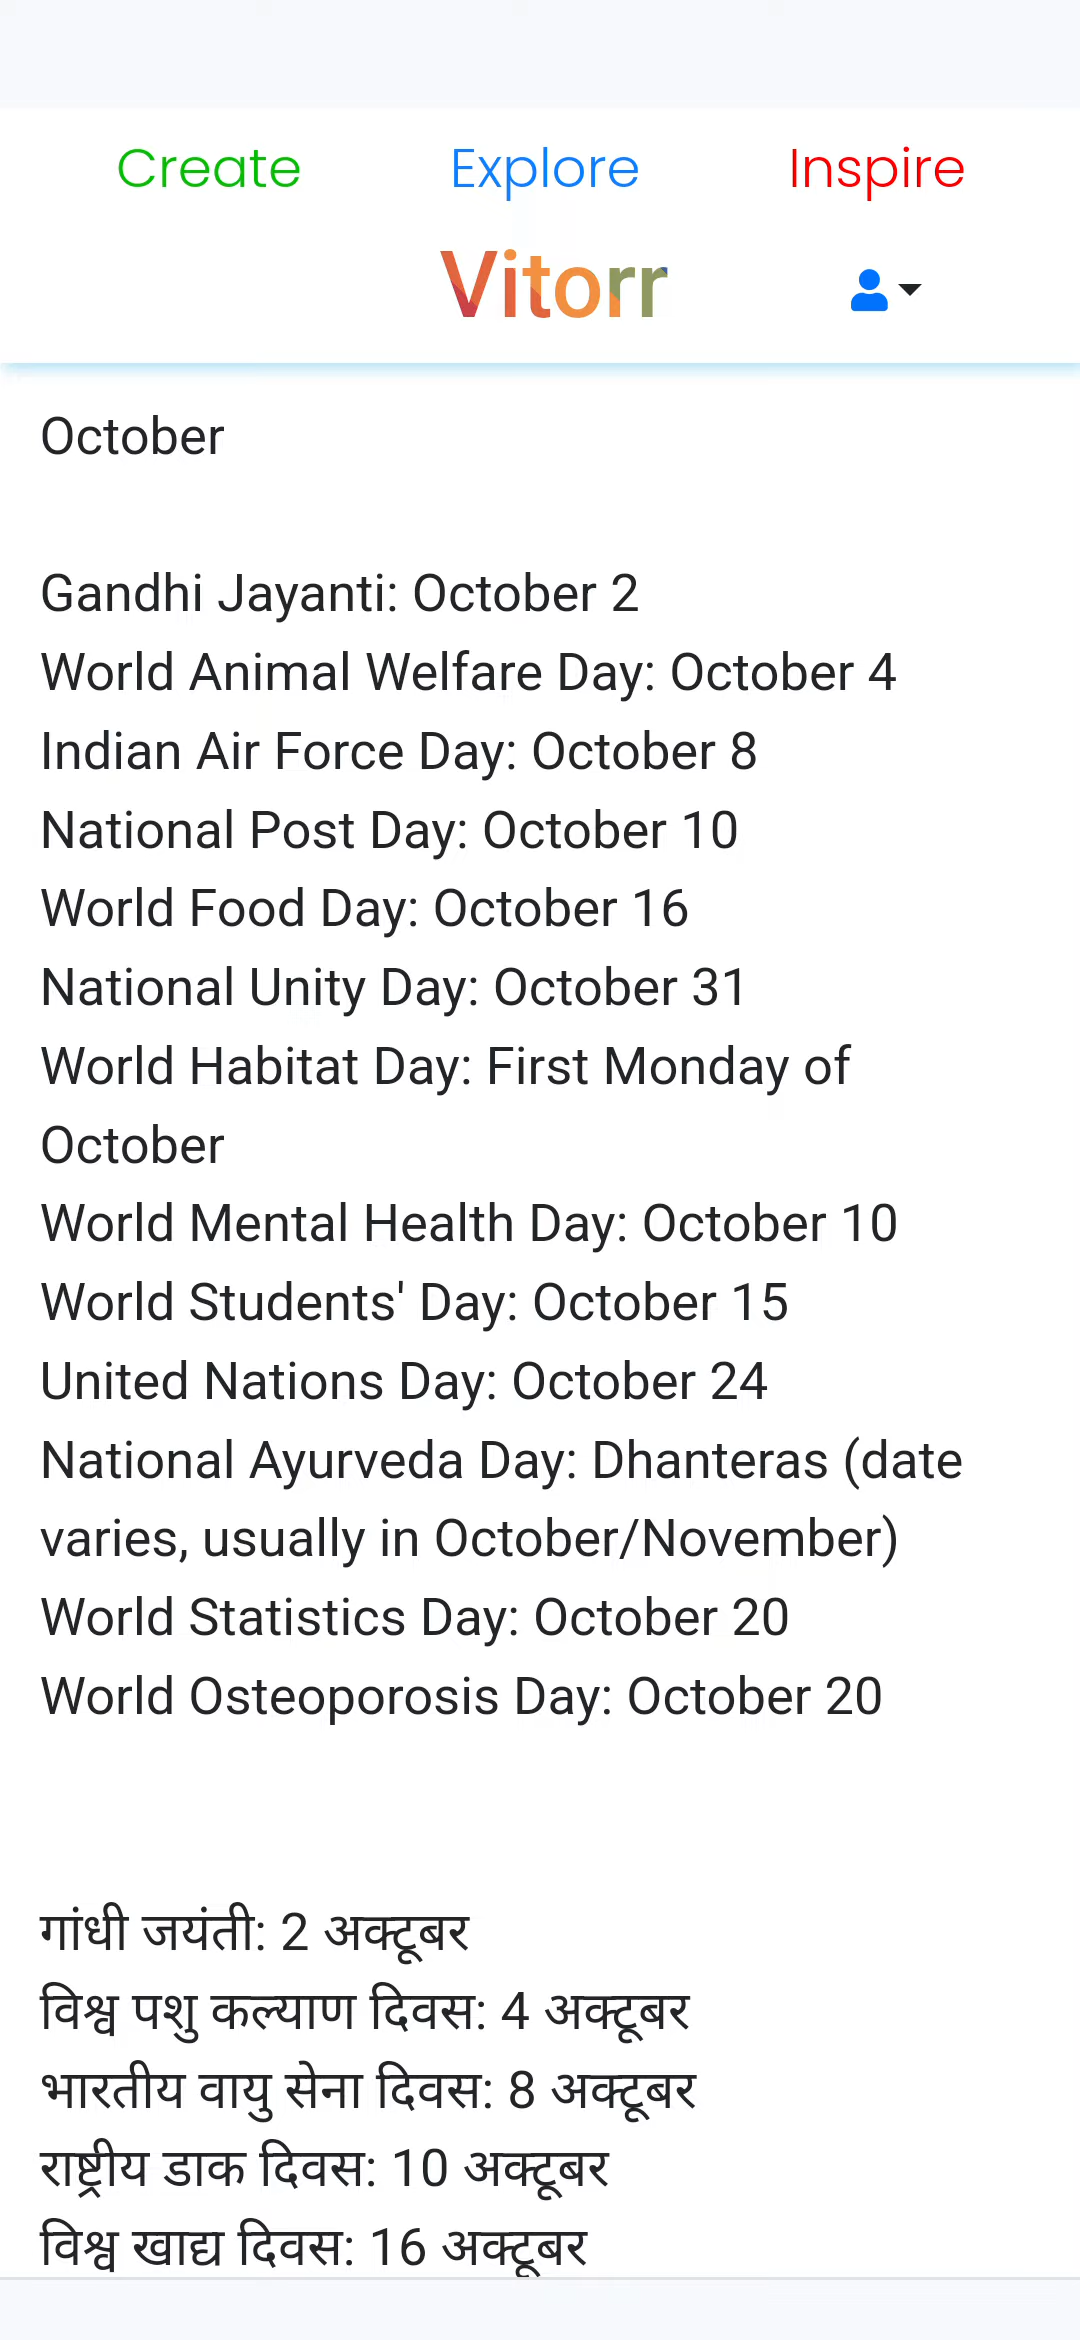 Create Explore Inspire
Vitorr
October
Gandhi Jayanti: October 2
World Animal Welfare Day: October 4
Indian Air Force Day: October 8
National Post Day: October 10
World Food Day: October 16
National Unity Day: October 31
World Habitat Day: First Monday of
October
World Mental Health Day: October 10
World Students' Day: October 15
United Nations Day: October 24
National Ayurveda Day: Dhanteras (date
varies, usually in October/November)
World Statistics Day: October 20
World Osteoporosis Day: October 20
गांधी जयंती: 2 अक्टूबर
विश्व पशु कल्याण दिवस: 4 अक्टूबर
भारतीय वायु सेना दिवस: 8 अक्टूबर
राष्ट्रीय डाक दिवस: 10 अक्टूबर
विश्व खाद्य दिवस: 16 अक्टूबर